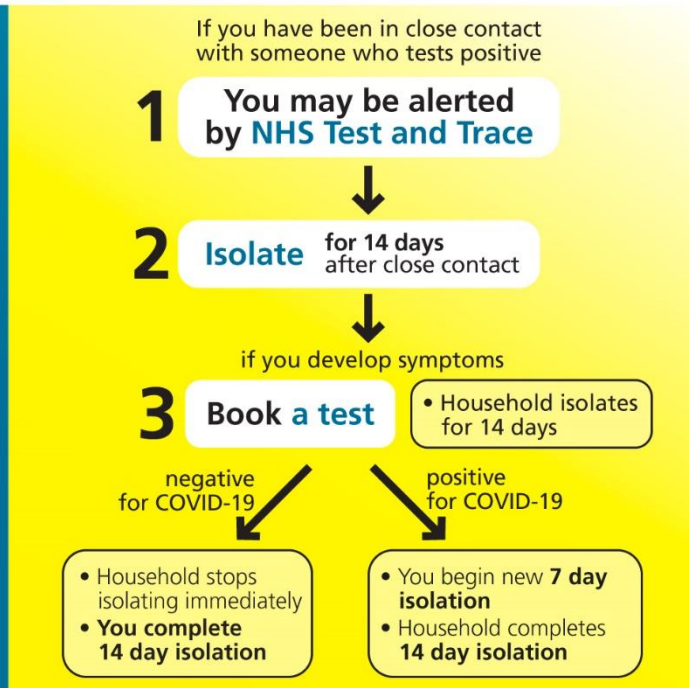 If you have been in close contact
with someone who tests positive
1
You may be alerted
by NHS Test and Trace
2
Isolate for 14 days
after close contact
if you develop symptoms
3
Book a test
• Household isolates
for 14 days
negative
for COVID-19
positive
for COVID-19
• Household stops
isolating immediately
• You complete
14 day isolation
• You begin new 7 day
isolation
• Household completes
14 day isolation